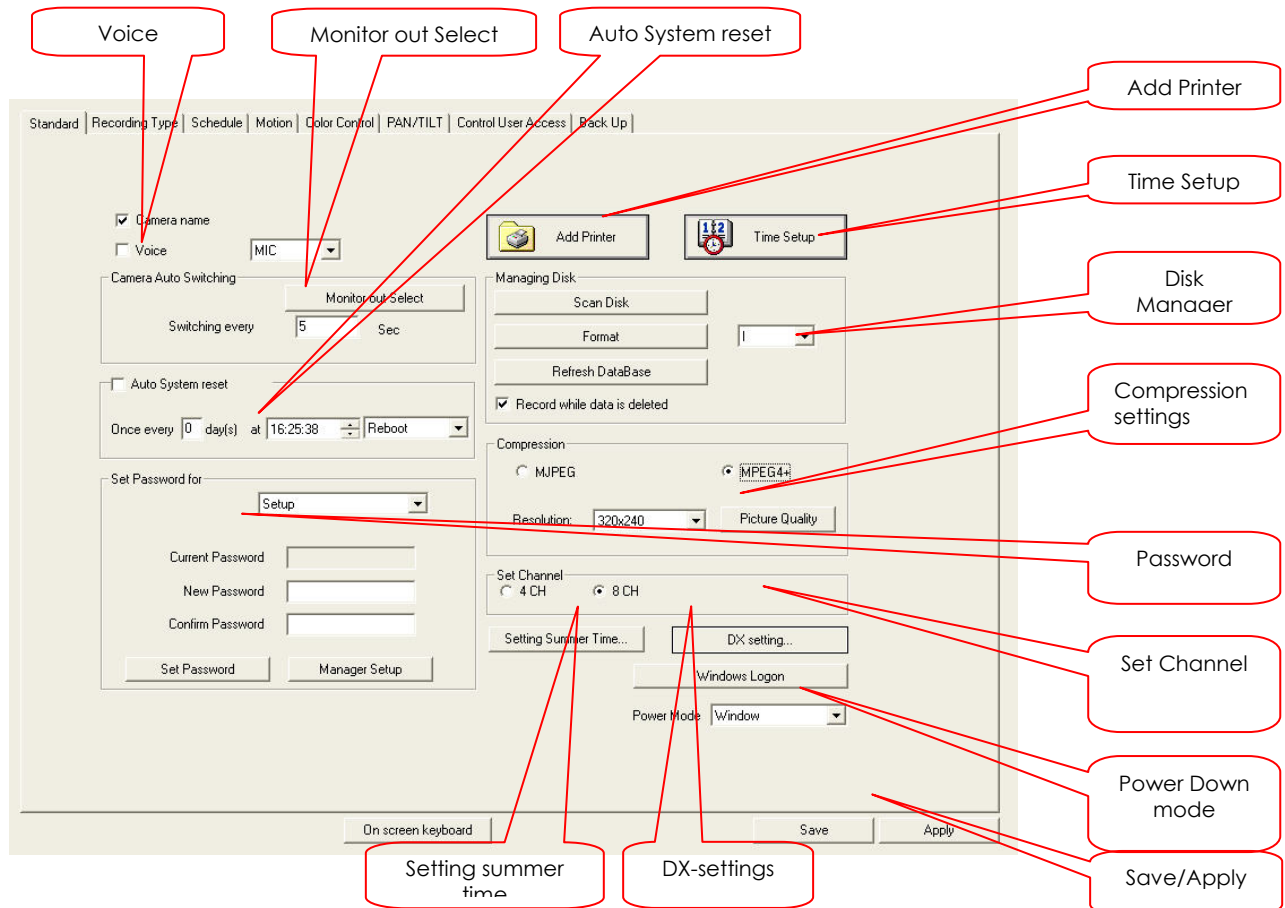 Voice
Monitor out Select
Auto System reset
Add Printer
Standard Recording Type Schedule Motion Color Control PAN/TILT Control User Access Back Up
Time Setup
Camera name
Voice MIC
Add Printer
Time Setup
Camera Auto Switching
Monitor out Select
Switching every 5 Sec
Managing Disk
Scan Disk
Format I
Refresh DataBase
Record while data is deleted
Disk
Manager
Auto System reset
Once every 0 day(s) at 16:25:38 Reboot
Compression
settings
Compression
MJPEG MPEG4+
Resolution: 320x240 Picture Quality
Set Password for
Setup
Current Password
New Password
Confirm Password
Set Password Manager Setup
Password
Set Channel
4 CH 8 CH
Setting Summer Time... DX setting...
Windows Logon
Power Mode Window
Set Channel
Power Down
mode
On screen keyboard Save Apply
Setting summer
time
DX-settings
Save/Apply